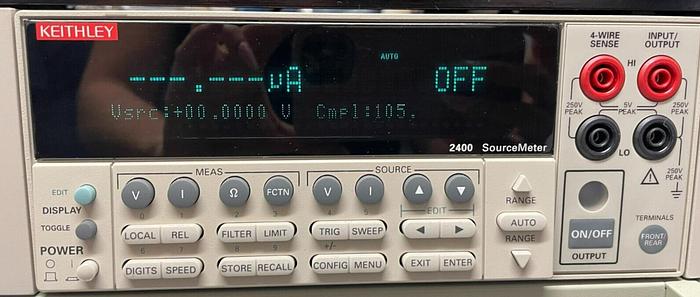 KEITHLEY
4-WIRE SENSE
INPUT/ OUTPUT
AUTO
---.---µA OFF
HI
Vsrc:+00.0000 V Cmpl:105.
250V PEAK
5V PEAK
250V PEAK
2400 SourceMeter
LO
250V PEAK
MEAS
SOURCE
EDIT
DISPLAY
TOGGLE
POWER
V I Ω FCTN V I ▲ ▼
0 1 2 3 4 5
EDIT
RANGE
AUTO
RANGE
LOCAL REL FILTER LIMIT TRIG SWEEP ◀ ▶
6 7 8 9 +/-
DIGITS SPEED STORE RECALL CONFIG MENU EXIT ENTER
ON/OFF
OUTPUT
TERMINALS
FRONT/ REAR